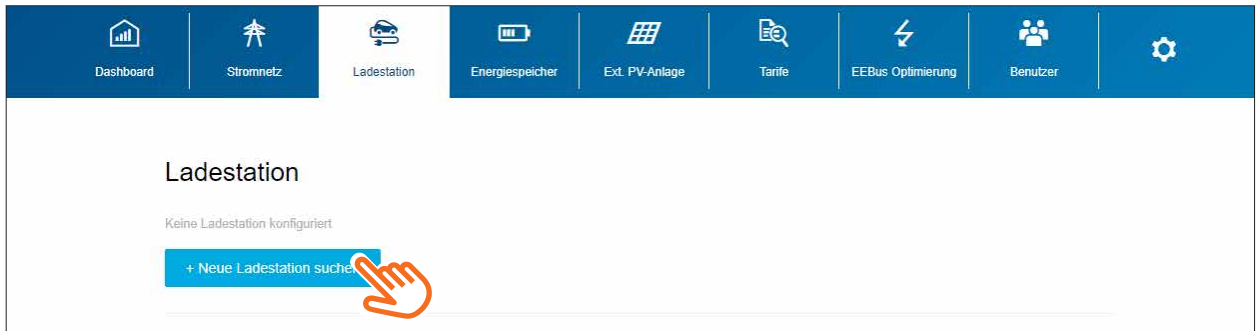 Dashboard
Stromnetz
Ladestation
Energiespeicher
Ext. PV-Anlage
Tarife
EEBus Optimierung
Benutzer
Ladestation
Keine Ladestation konfiguriert
+ Neue Ladestation suchen